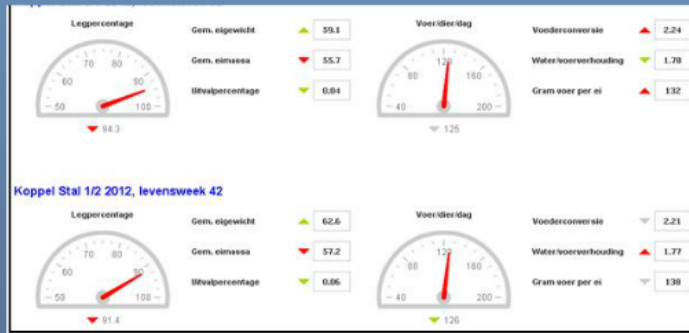 Legpercentage
50 60 70 80 90 100
94.3
Gem. eigewicht 59.1
Gem. eimassa 55.7
Uitvalpercentage 0.04
Voer/dier/dag
40 80 120 160 200
125
Voederconversie 2.24
Water/voerverhouding 1.78
Gram voer per ei 132
Koppel Stal 1/2 2012, levensweek 42
Legpercentage
50 60 70 80 90 100
91.4
Gem. eigewicht 62.6
Gem. eimassa 57.2
Uitvalpercentage 0.06
Voer/dier/dag
40 80 120 160 200
126
Voederconversie 2.21
Water/voerverhouding 1.77
Gram voer per ei 138